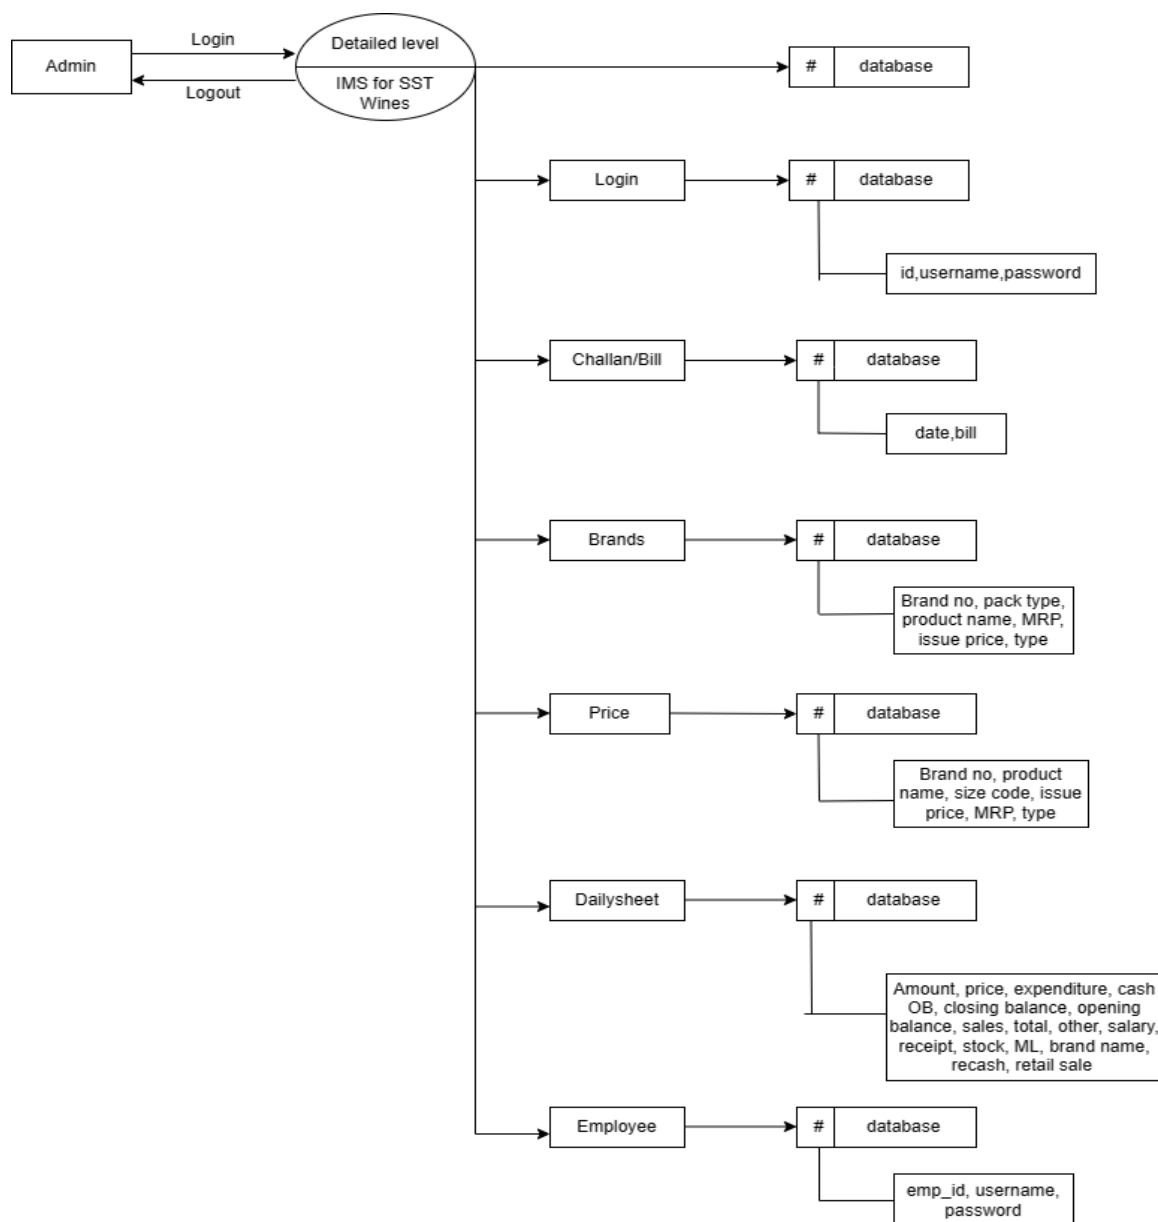 Login
Admin
Logout
Detailed level
IMS for SST
Wines
# database
Login
# database
id,username,password
Challan/Bill
# database
date,bill
Brands
# database
Brand no, pack type,
product name, MRP,
issue price, type
Price
# database
Brand no, product
name, size code, issue
price, MRP, type
Dailysheet
# database
Amount, price, expenditure, cash
OB, closing balance, opening
balance, sales, total, other, salary,
receipt, stock, ML, brand name,
recash, retail sale
Employee
# database
emp_id, username,
password